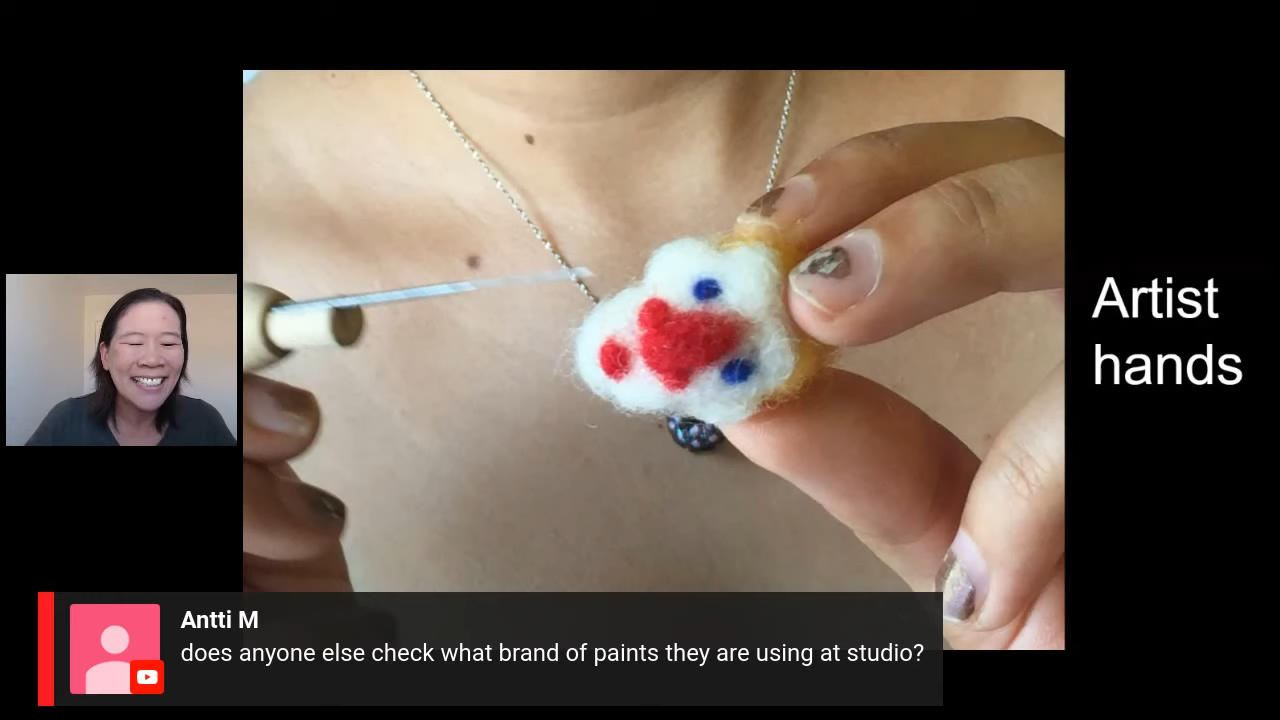 Artist
hands
Antti M
does anyone else check what brand of paints they are using at studio?